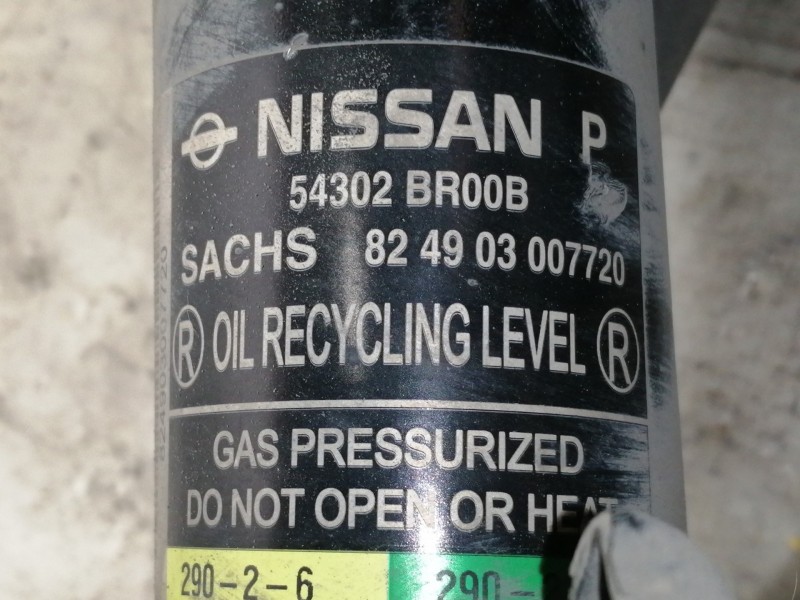 NISSAN P
54302 BR00B
SACHS 82 49 03 007720
R OIL RECYCLING LEVEL R
GAS PRESSURIZED
DO NOT OPEN OR HEAT
290-2-6 290-